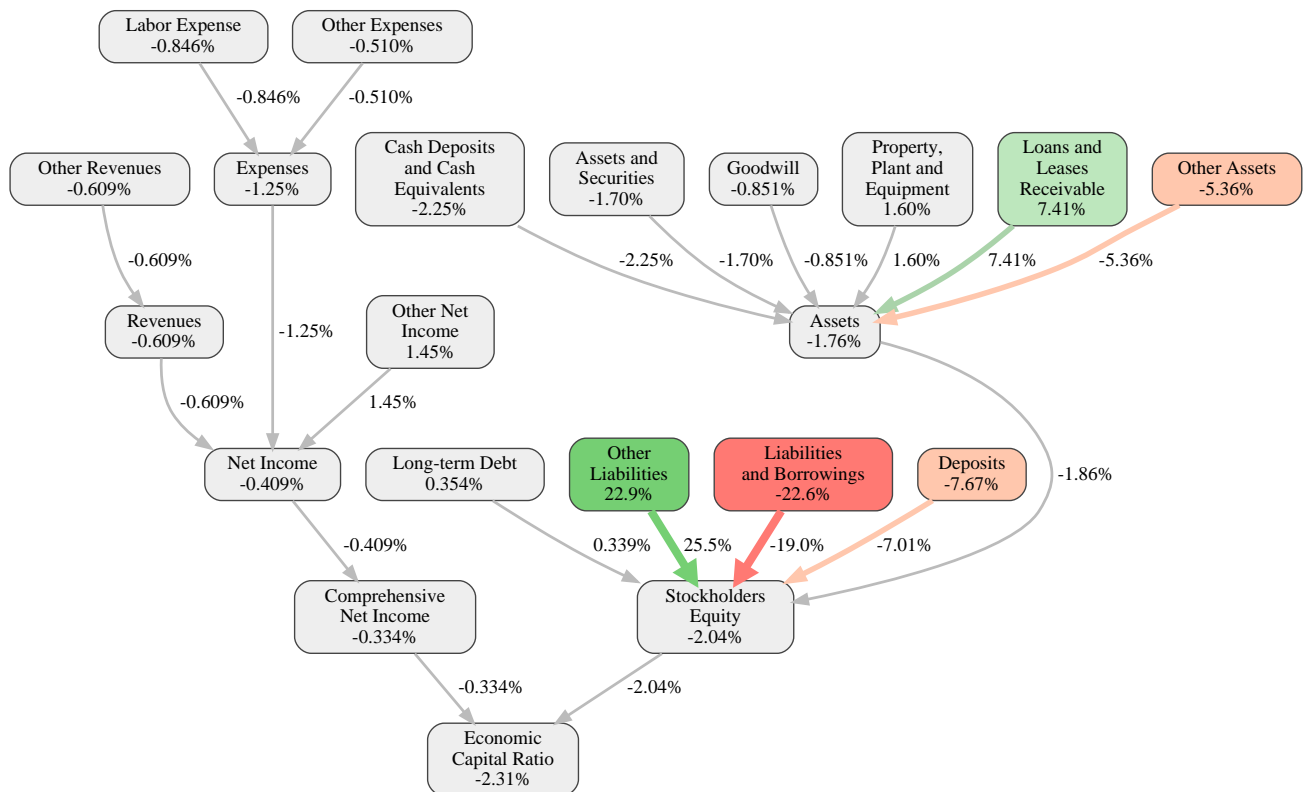 Labor Expense
-0.846%
Other Expenses
-0.510%
-0.846%
-0.510%
Other Revenues
-0.609%
Expenses
-1.25%
Cash Deposits
and Cash
Equivalents
-2.25%
Assets and
Securities
-1.70%
Goodwill
-0.851%
Property,
Plant and
Equipment
1.60%
Loans and
Leases
Receivable
7.41%
Other Assets
-5.36%
-0.609%
-2.25%
-1.70%
-0.851%
1.60%
7.41%
-5.36%
Revenues
-0.609%
-1.25%
Other Net
Income
1.45%
Assets
-1.76%
-0.609%
1.45%
Net Income
-0.409%
Long-term Debt
0.354%
Other
Liabilities
22.9%
Liabilities
and Borrowings
-22.6%
Deposits
-7.67%
-1.86%
-0.409%
0.339%
25.5%
-19.0%
-7.01%
Comprehensive
Net Income
-0.334%
Stockholders
Equity
-2.04%
-0.334%
-2.04%
Economic
Capital Ratio
-2.31%